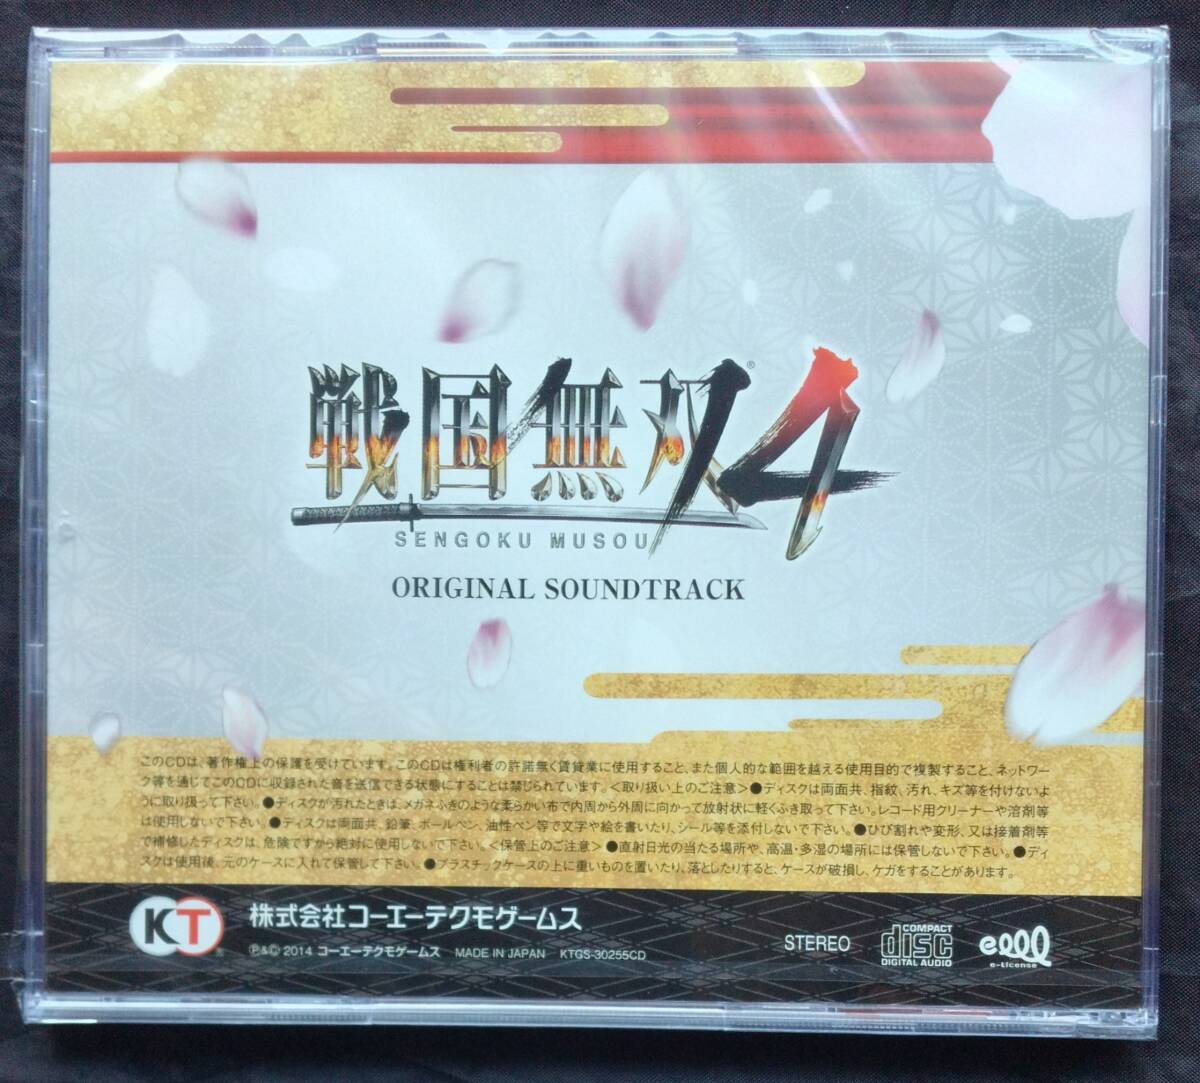 戦国無双4
®
SENGOKU MUSOU
ORIGINAL SOUNDTRACK
このCDは、著作権上の保護を受けています。このCDは権利者の許諾無く賃貸業に使用すること、また個人的な範囲を越える使用目的で複製すること、ネットワー
ク等を通じてこのCDに収録された音を送信できる状態にすることは禁じられています。<取り扱い上のご注意>●ディスクは両面共、指紋、汚れ、キズ等を付けないよ
うに取り扱って下さい。●ディスクが汚れたときは、メガネふきのような柔らかい布で内周から外周に向かって放射状に軽くふき取って下さい。レコード用クリーナーや溶剤等
は使用しないで下さい。●ディスクは両面共、鉛筆、ボールペン、油性ペン等で文字や絵を書いたり、シール等を添付しないで下さい。●ひび割れや変形、又は接着剤等
で補修したディスクは、危険ですから絶対に使用しないで下さい。<保管上のご注意>●直射日光の当たる場所や、高温・多湿の場所には保管しないで下さい。●ディ
スクは使用後、元のケースに入れて保管して下さい。●プラスチックケースの上に重いものを置いたり、落としたりすると、ケースが破損し、ケガをすることがあります。
KT ®
株式会社コーエーテクモゲームス
℗&© 2014 コーエーテクモゲームス MADE IN JAPAN KTGS-30255CD
STEREO
COMPACT
disc
DIGITAL AUDIO
e-License